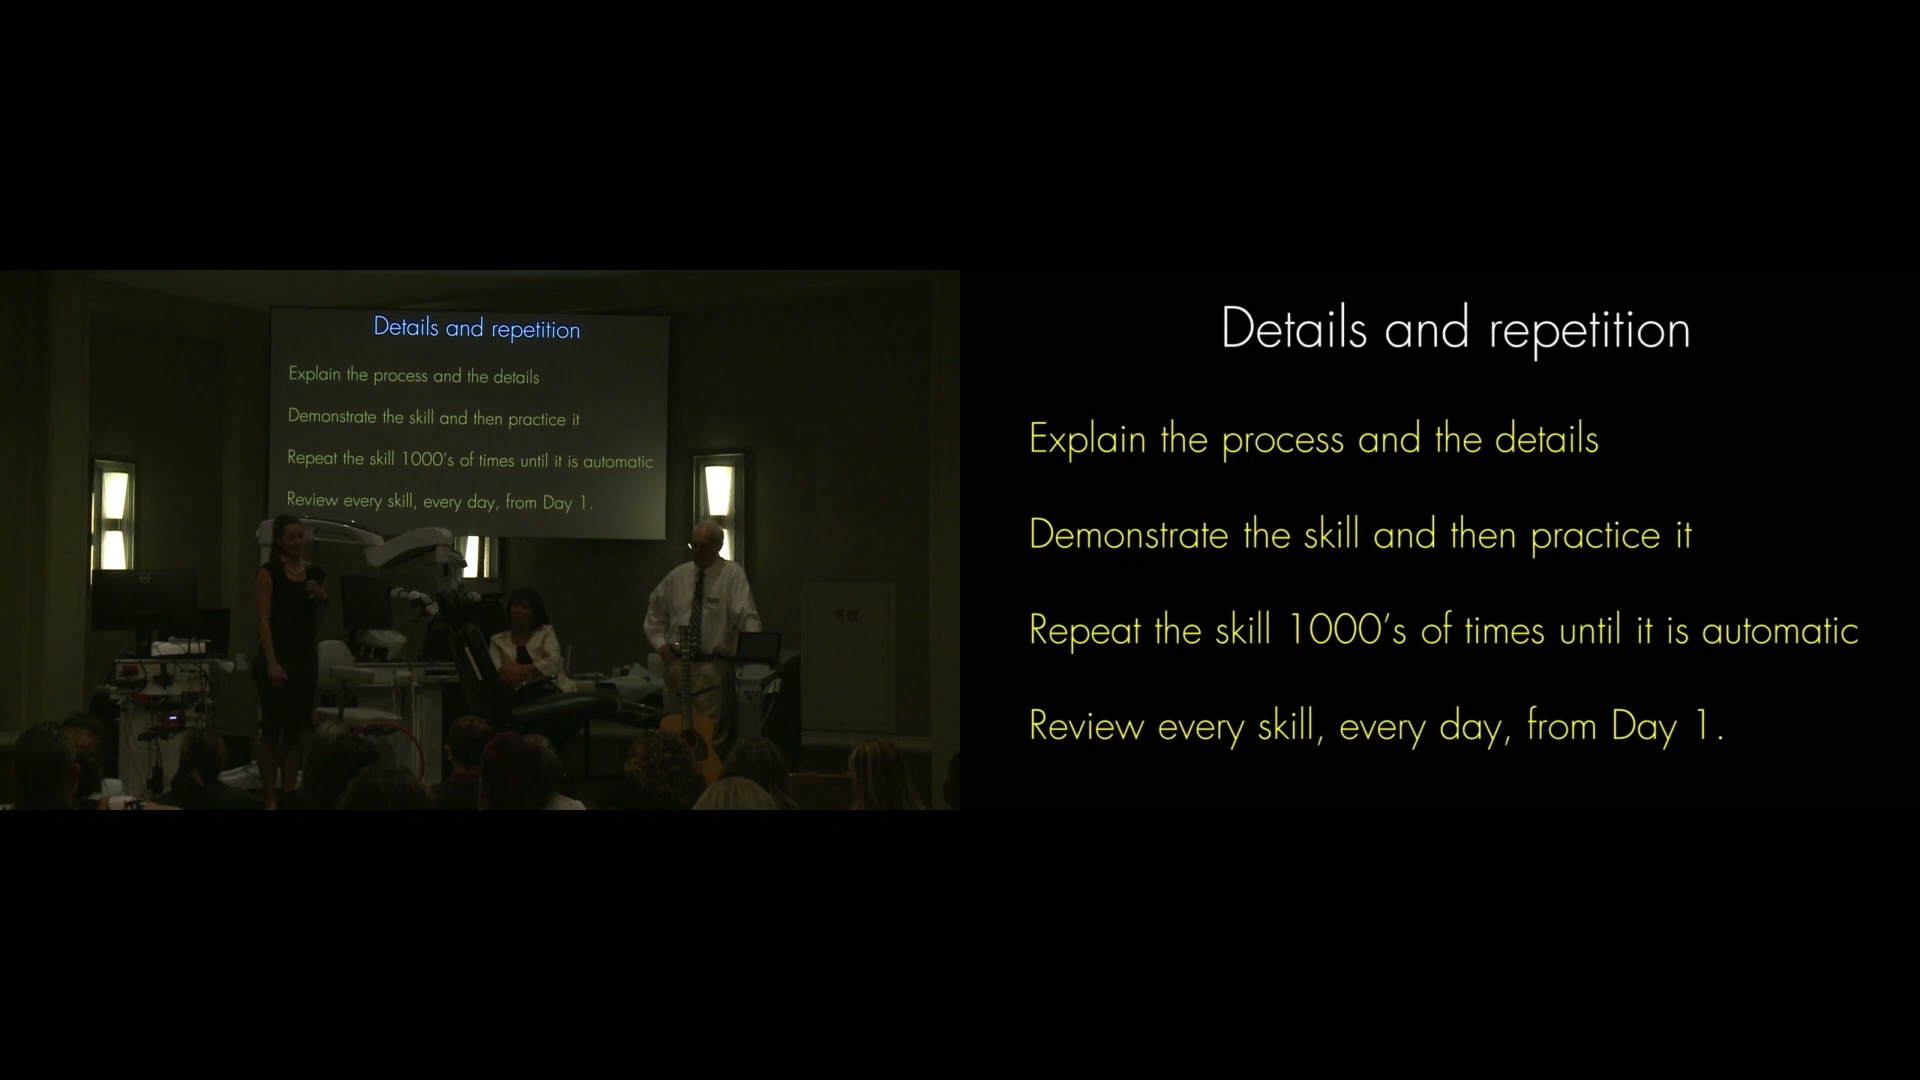 Details and repetition
Explain the process and the details
Demonstrate the skill and then practice it
Repeat the skill 1000's of times until it is automatic
Review every skill, every day, from Day 1.
Details and repetition
Explain the process and the details
Demonstrate the skill and then practice it
Repeat the skill 1000’s of times until it is automatic
Review every skill, every day, from Day 1.